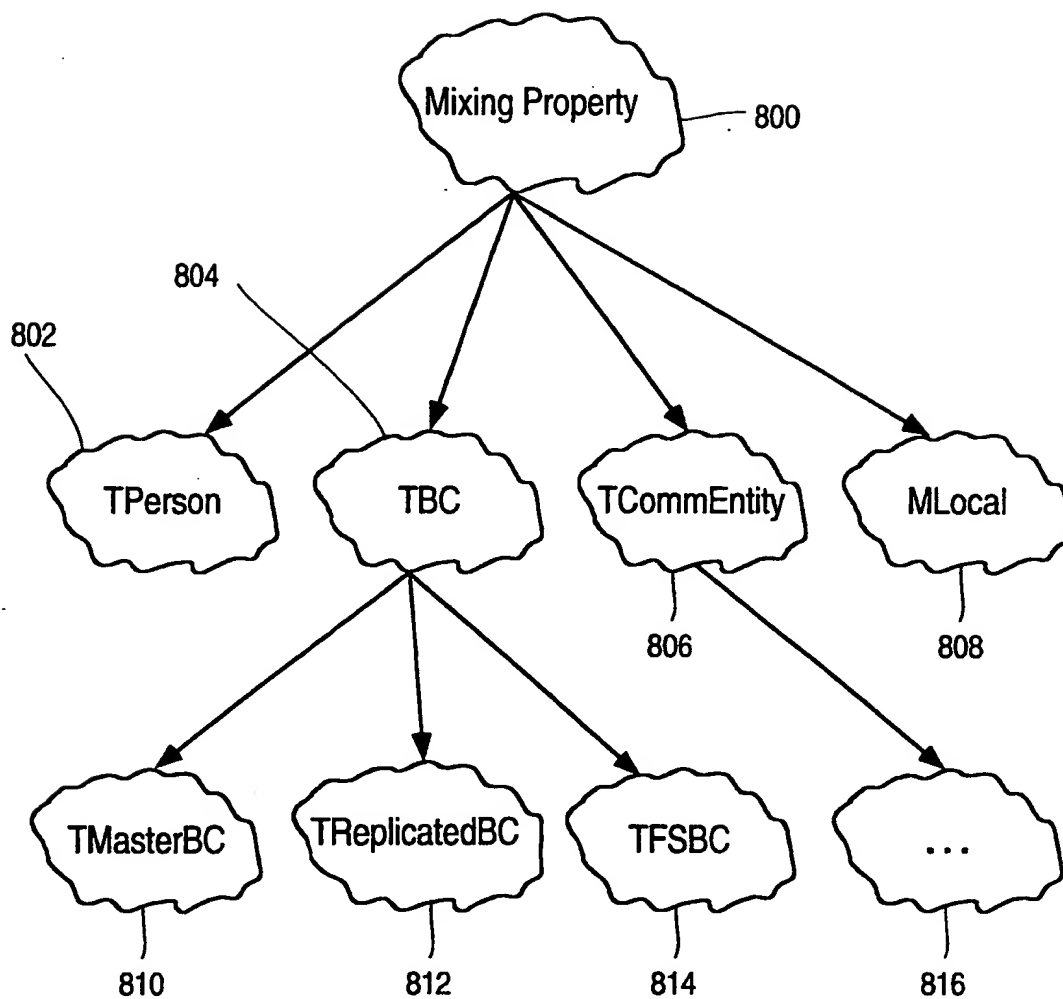 Mixing Property
800
804
802
TPerson
TBC
TCommEntity
MLocal
806
808
TMasterBC
TReplicatedBC
TFSBC
...
810
812
814
816